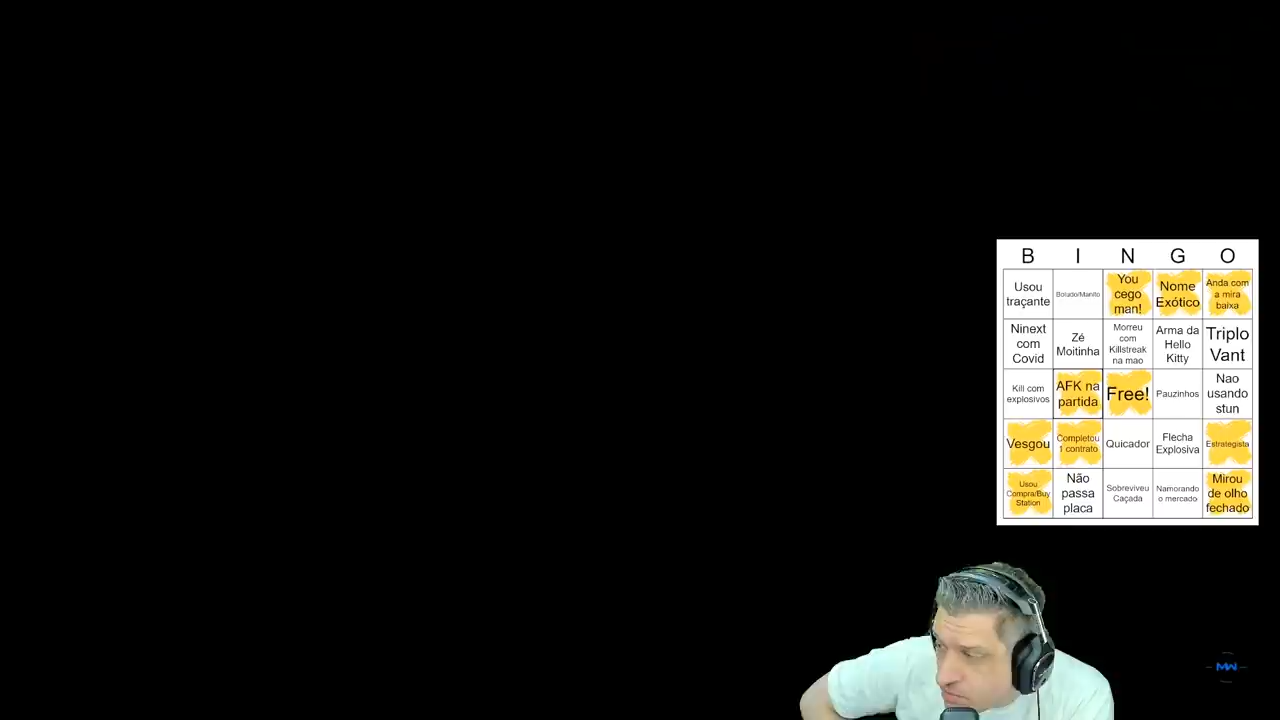 B I N G O
Usou
traçante
Boludo/Manito
You
cego
man!
Nome
Exótico
Anda com
a mira
baixa
Ninext
com
Covid
Zé
Moitinha
Morreu
com
Killstreak
na mao
Arma da
Hello
Kitty
Triplo
Vant
Kill com
explosivos
AFK na
partida
Free!
Pauzinhos
Nao
usando
stun
Vesgou
Completou
1 contrato
Quicador
Flecha
Explosiva
Estrategista
Usou
Compra/Buy
Station
Não
passa
placa
Sobreviveu
Caçada
Namorando
o mercado
Mirou
de olho
fechado
MW